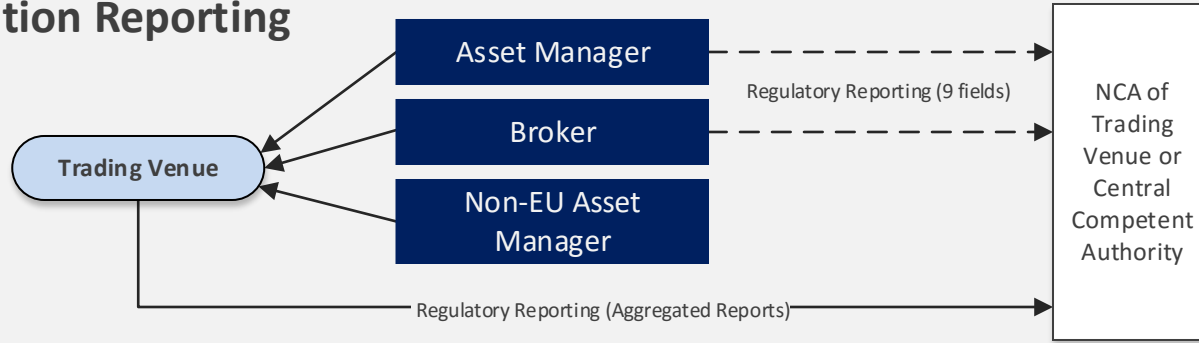 tion Reporting
Asset Manager
Regulatory Reporting (9 fields)
Broker
Trading Venue
Non-EU Asset
Manager
NCA of
Trading
Venue or
Central
Competent
Authority
Regulatory Reporting (Aggregated Reports)